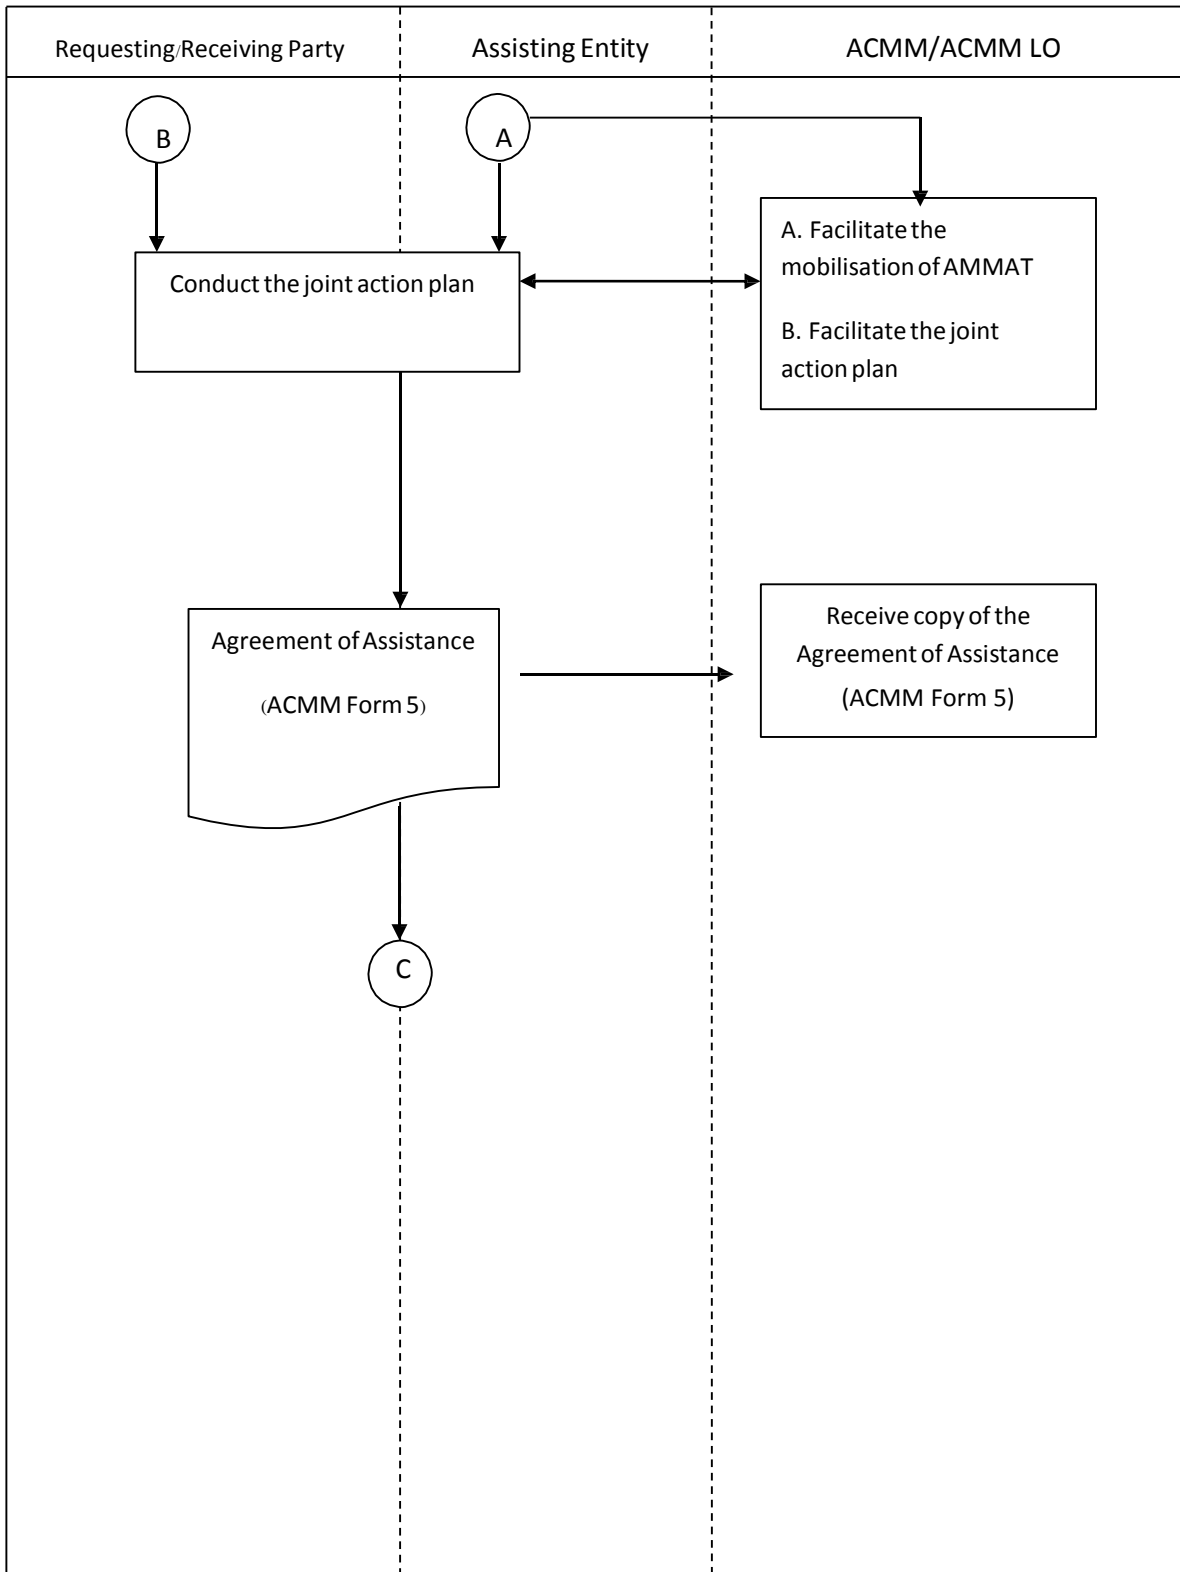 Requesting/Receiving Party
Assisting Entity
ACMM/ACMM LO
B
A
A. Facilitate the
mobilisation of AMMAT
B. Facilitate the joint
action plan
Conduct the joint action plan
Agreement of Assistance
(ACMM Form 5)
Receive copy of the
Agreement of Assistance
(ACMM Form 5)
C